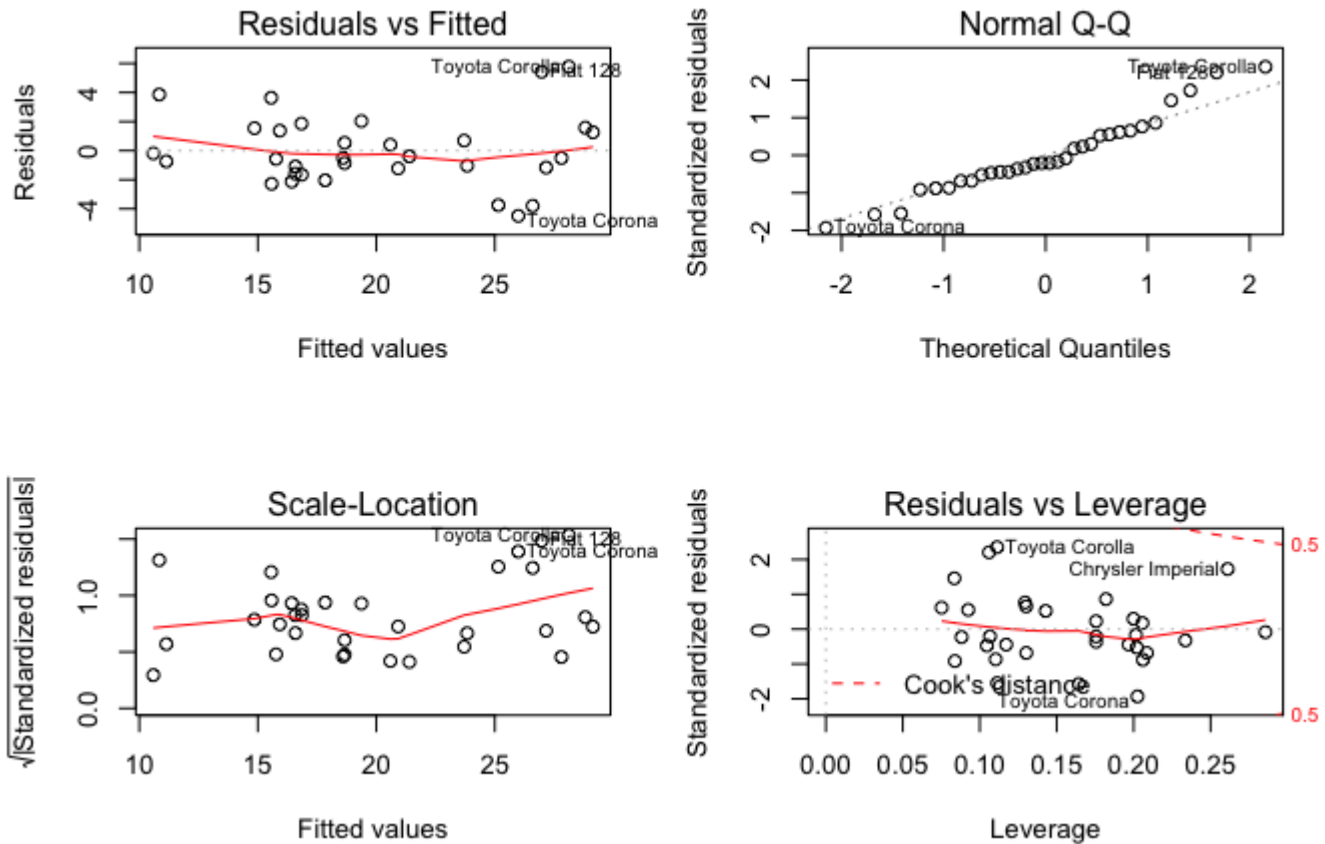 Residuals vs Fitted
Residuals
4
0
-4
Toyota Corolla
Fiat 128
Toyota Corona
10 15 20 25
Fitted values
Normal Q-Q
Standardized residuals
2
1
0
-2
Toyota Corolla
Fiat 128
Toyota Corona
-2 -1 0 1 2
Theoretical Quantiles
Scale-Location
√|Standardized residuals|
1.0
0.0
Toyota Corolla
Fiat 128
Toyota Corona
10 15 20 25
Fitted values
Residuals vs Leverage
Standardized residuals
2
0
-2
Toyota Corolla
Chrysler Imperial
Toyota Corona
Cook's distance
0.5
0.5
0.00 0.05 0.10 0.15 0.20 0.25
Leverage